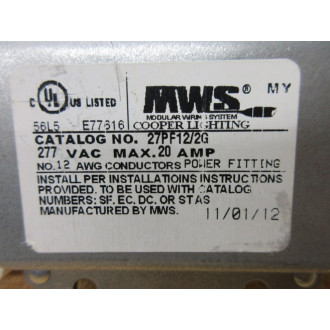 C UL US LISTED
MWS® MY
MODULAR WIRING SYSTEM
56L5 E77616 COOPER LIGHTING
CATALOG NO. 27PF12/2G
277 VAC MAX.20 AMP
NO.12 AWG CONDUCTORS POWER FITTING
INSTALL PER INSTALLATIOINS INSTRUCTIONS
PROVIDED. TO BE USED WITH CATALOG
NUMBERS: SF, EC, DC, OR STAS
MANUFACTURED BY MWS. 11/01/12